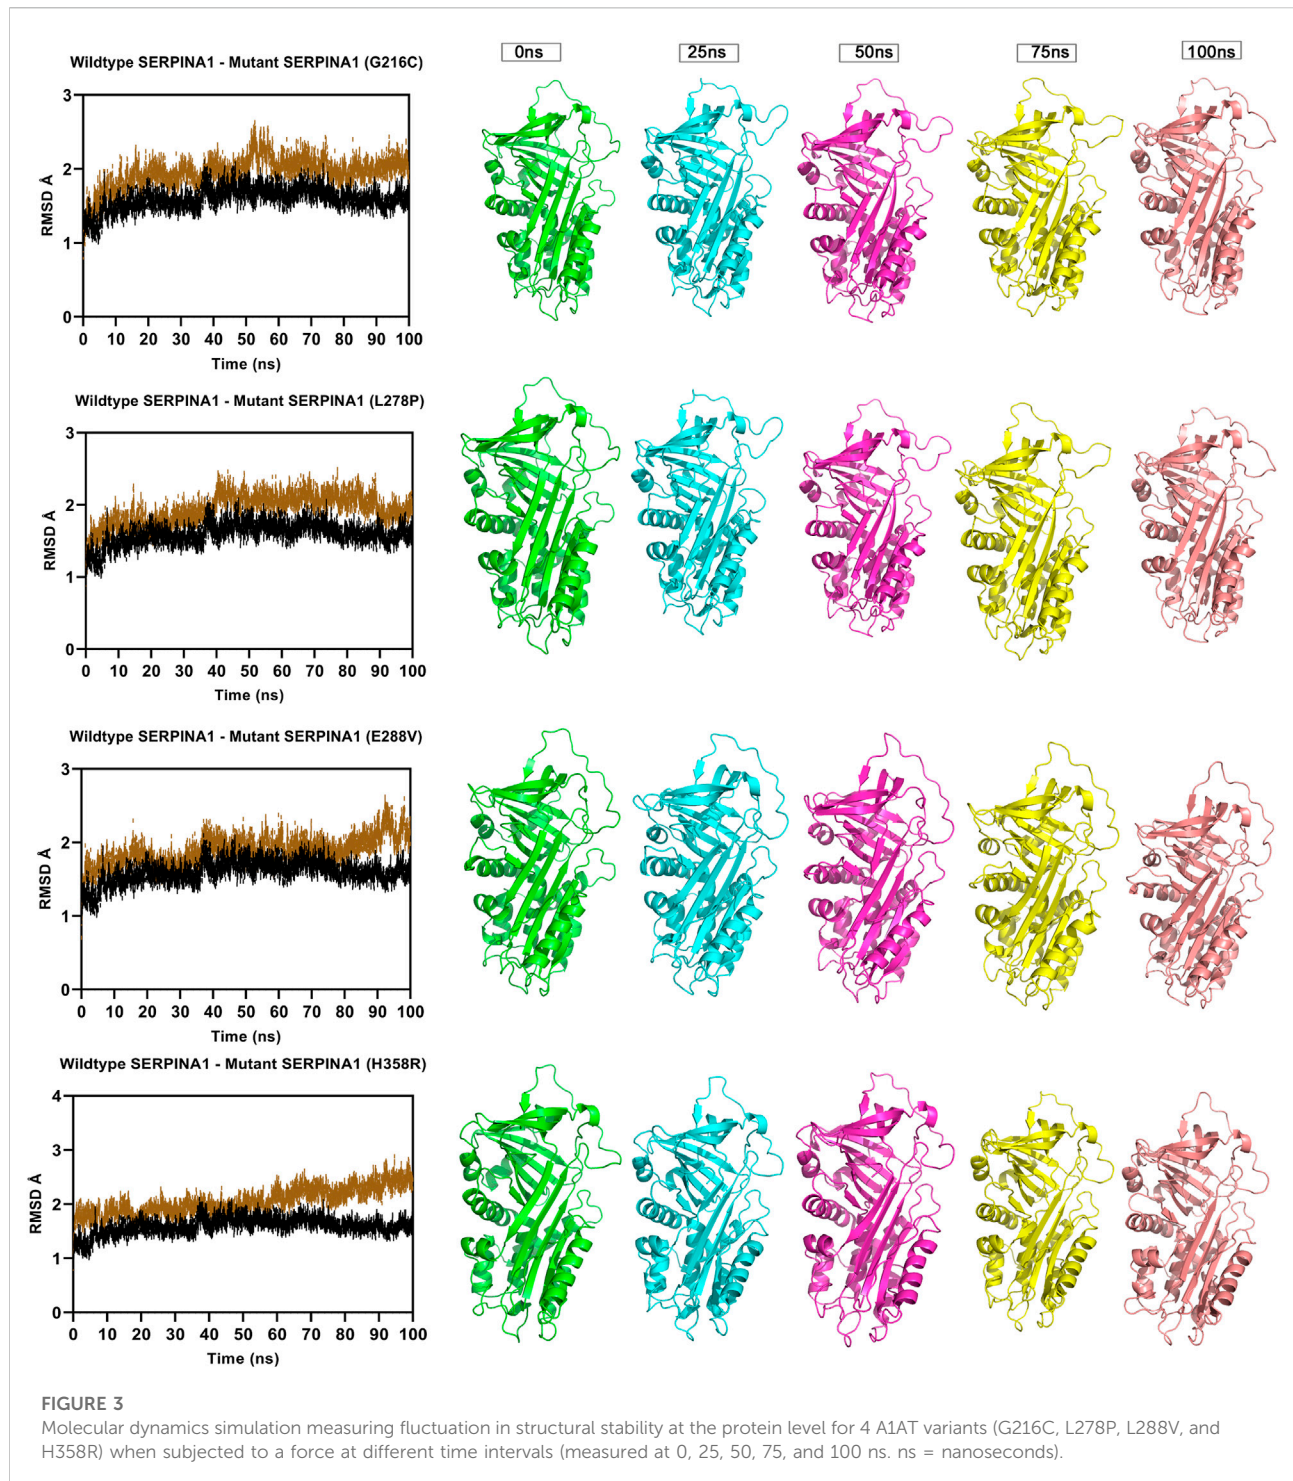 0ns
25ns
50ns
75ns
100ns
Wildtype SERPINA1 - Mutant SERPINA1 (G216C)
RMSD Å
3
2
1
0
0 10 20 30 40 50 60 70 80 90 100
Time (ns)
Wildtype SERPINA1 - Mutant SERPINA1 (L278P)
RMSD Å
3
2
1
0
0 10 20 30 40 50 60 70 80 90 100
Time (ns)
Wildtype SERPINA1 - Mutant SERPINA1 (E288V)
RMSD Å
3
2
1
0
0 10 20 30 40 50 60 70 80 90 100
Time (ns)
Wildtype SERPINA1 - Mutant SERPINA1 (H358R)
RMSD Å
4
3
2
1
0
0 10 20 30 40 50 60 70 80 90 100
Time (ns)
FIGURE 3
Molecular dynamics simulation measuring fluctuation in structural stability at the protein level for 4 A1AT variants (G216C, L278P, L288V, and
H358R) when subjected to a force at different time intervals (measured at 0, 25, 50, 75, and 100 ns. ns = nanoseconds).